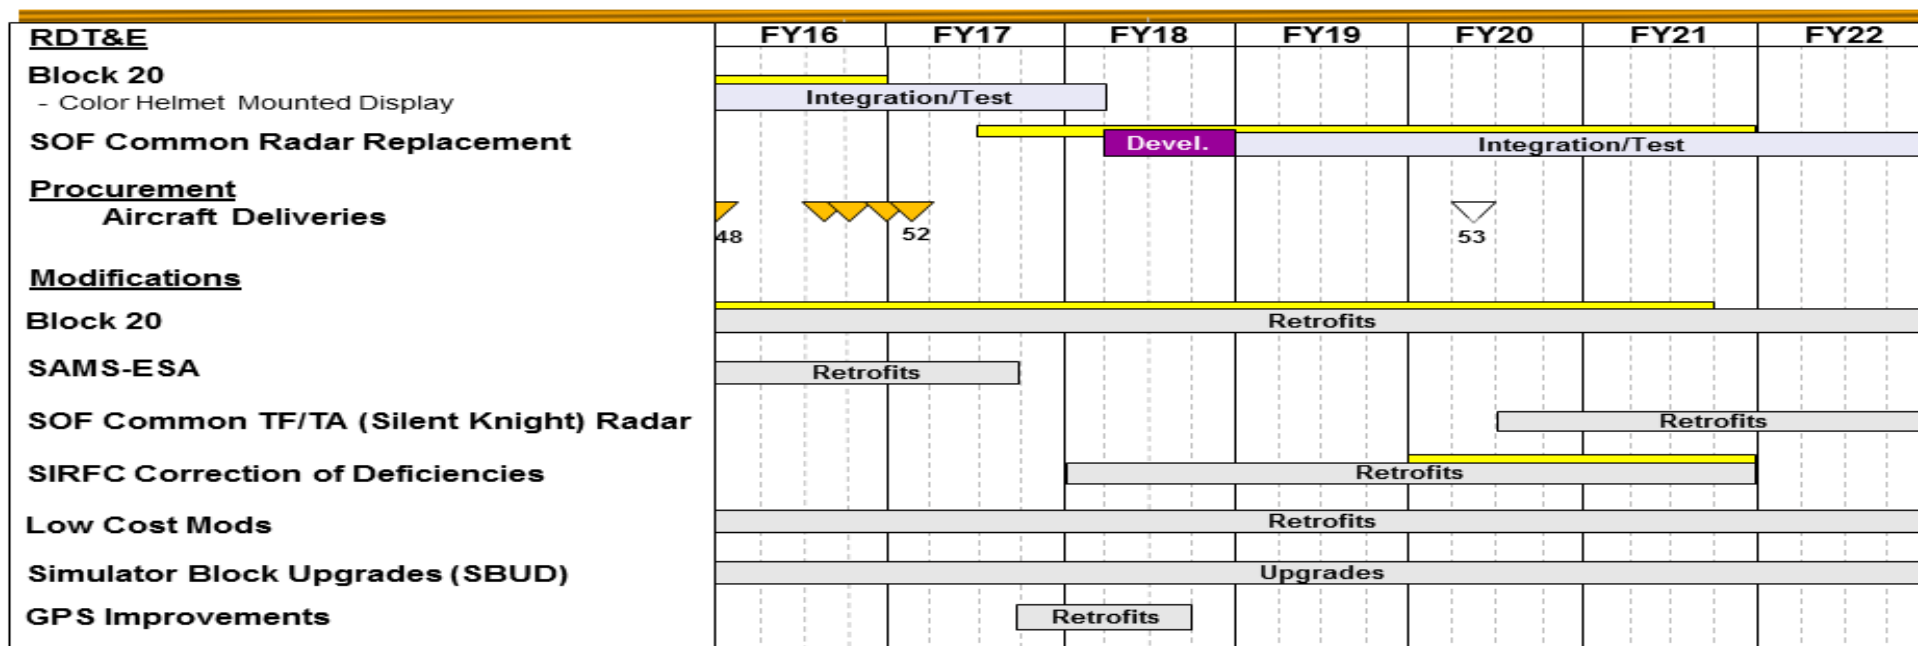 RDT&E FY16 FY17 FY18 FY19 FY20 FY21 FY22
Block 20
- Color Helmet Mounted Display Integration/Test
SOF Common Radar Replacement Devel. Integration/Test
Procurement
Aircraft Deliveries
48 52 53
Modifications
Block 20 Retrofits
SAMS-ESA Retrofits
SOF Common TF/TA (Silent Knight) Radar Retrofits
SIRFC Correction of Deficiencies Retrofits
Low Cost Mods Retrofits
Simulator Block Upgrades (SBUD) Upgrades
GPS Improvements Retrofits